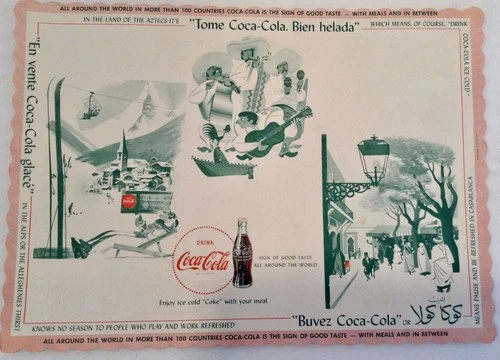 ALL AROUND THE WORLD IN MORE THAN 100 COUNTRIES COCA-COLA IS THE SIGN OF GOOD TASTE — WITH MEALS AND IN BETWEEN
IN THE LAND OF THE AZTECS IT'S "Tome Coca-Cola. Bien helada" WHICH MEANS, OF COURSE, "DRINK
COCA-COLA ICE COLD!"
"En vente Coca-Cola glacé"
IN THE ALPS OR THE ALLEGHENIES THIRST
KNOWS NO SEASON TO PEOPLE WHO PLAY AND WORK REFRESHED
DRINK
Coca-Cola
Coca-Cola
SIGN OF GOOD TASTE
ALL AROUND THE WORLD
Enjoy ice cold "Coke" with your meal
"Buvez Coca-Cola" OR
كوكا كولا
MEANS PAUSE AND BE REFRESHED IN CASABLANCA
ALL AROUND THE WORLD IN MORE THAN 100 COUNTRIES COCA-COLA IS THE SIGN OF GOOD TASTE — WITH MEALS AND IN BETWEEN